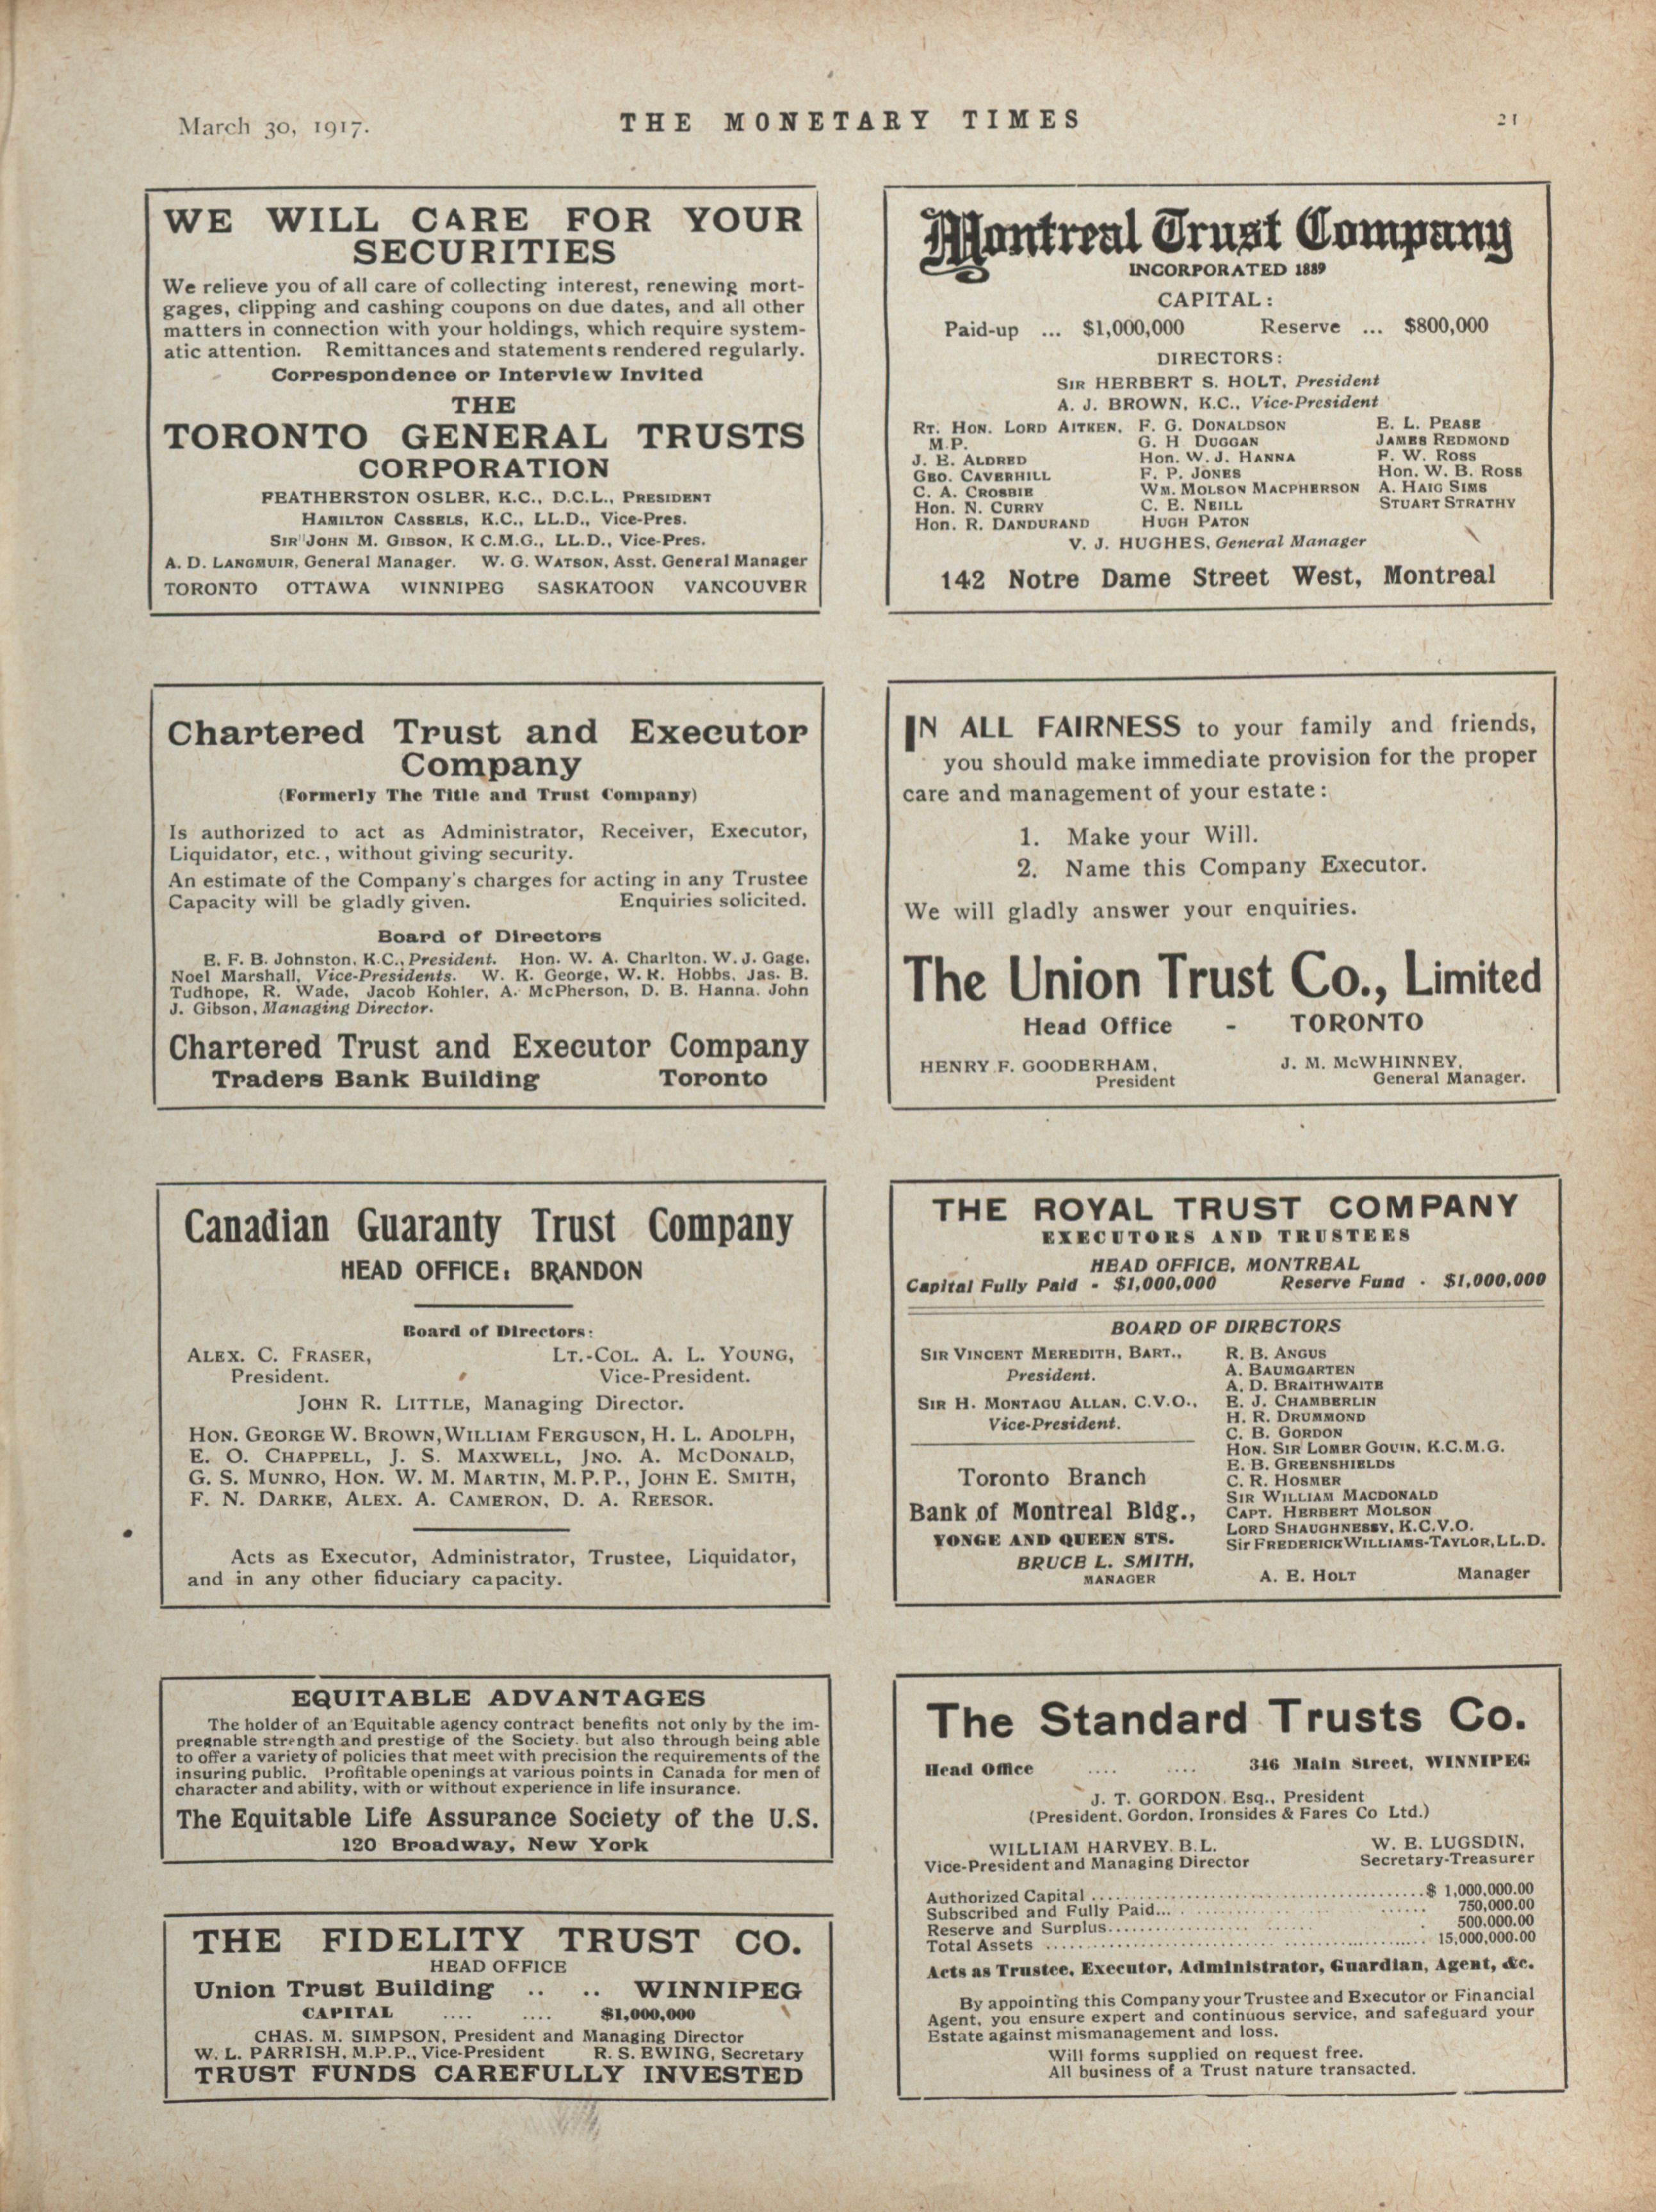 March 30, 1917.
THE MONETARY TIMES
21
WE WILL CARE FOR YOUR
SECURITIES
We relieve you of all care of collecting interest, renewing mort-
gages, clipping and cashing coupons on due dates, and all other
matters in connection with your holdings, which require system-
atic attention. Remittances and statements rendered regularly.
Correspondence or Interview Invited
THE
TORONTO GENERAL TRUSTS
CORPORATION
FEATHERSTON OSLER, K.C., D.C.L., PRESIDENT
HAMILTON CASSELS, K.C., LL.D., Vice-Pres.
SIR JOHN M. GIBSON, K C.M.G., LL.D., Vice-Pres.
A. D. LANGMUIR, General Manager. W. G. WATSON, Asst. General Manager
TORONTO OTTAWA WINNIPEG SASKATOON VANCOUVER
Montreal Trust Company
INCORPORATED 1889
CAPITAL:
Paid-up ... $1,000,000 Reserve ... $800,000
DIRECTORS:
SIR HERBERT S. HOLT, President
A. J. BROWN, K.C., Vice-President
RT. HON. LORD AITKEN, M.P.
J. E. ALDRED
GEO. CAVERHILL
C. A. CROSBIE
Hon. N. CURRY
Hon. R. DANDURAND
F. G. DONALDSON
G. H DUGGAN
Hon. W. J. HANNA
F. P. JONES
WM. MOLSON MACPHERSON
C. E. NEILL
HUGH PATON
E. L. PEASE
JAMES REDMOND
F. W. ROSS
Hon. W. B. ROSS
A. HAIG SIMS
STUART STRATHY
V. J. HUGHES, General Manager
142 Notre Dame Street West, Montreal
Chartered Trust and Executor
Company
(Formerly The Title and Trust Company)
Is authorized to act as Administrator, Receiver, Executor,
Liquidator, etc., without giving security.
An estimate of the Company's charges for acting in any Trustee
Capacity will be gladly given. Enquiries solicited.
Board of Directors
E. F. B. Johnston, K.C., President. Hon. W. A. Charlton, W. J. Gage,
Noel Marshall, Vice-Presidents. W. K. George, W. K. Hobbs, Jas. B.
Tudhope, R. Wade, Jacob Kohler, A. McPherson, D. B. Hanna, John
J. Gibson, Managing Director.
Chartered Trust and Executor Company
Traders Bank Building Toronto
IN ALL FAIRNESS to your family and friends,
you should make immediate provision for the proper
care and management of your estate:
1. Make your Will.
2. Name this Company Executor.
We will gladly answer your enquiries.
The Union Trust Co., Limited
Head Office - TORONTO
HENRY F. GOODERHAM,
President
J. M. McWHINNEY,
General Manager.
Canadian Guaranty Trust Company
HEAD OFFICE: BRANDON
Board of Directors:
ALEX. C. FRASER,
President.
LT.-COL. A. L. YOUNG,
Vice-President.
JOHN R. LITTLE, Managing Director.
HON. GEORGE W. BROWN, WILLIAM FERGUSON, H. L. ADOLPH,
E. O. CHAPPELL, J. S. MAXWELL, JNO. A. MCDONALD,
G. S. MUNRO, HON. W. M. MARTIN, M.P.P., JOHN E. SMITH,
F. N. DARKE, ALEX. A. CAMERON, D. A. REESOR.
Acts as Executor, Administrator, Trustee, Liquidator,
and in any other fiduciary capacity.
THE ROYAL TRUST COMPANY
EXECUTORS AND TRUSTEES
HEAD OFFICE, MONTREAL
Capital Fully Paid - $1,000,000 Reserve Fund - $1,000,000
BOARD OF DIRECTORS
SIR VINCENT MEREDITH, BART.,
President.
SIR H. MONTAGU ALLAN, C.V.O.,
Vice-President.
Toronto Branch
Bank of Montreal Bldg.,
YONGE AND QUEEN STS.
BRUCE L. SMITH,
MANAGER
R. B. ANGUS
A. BAUMGARTEN
A. D. BRAITHWAITE
E. J. CHAMBERLIN
H. R. DRUMMOND
C. B. GORDON
HON. SIR LOMER GOUIN, K.C.M.G.
E. B. GREENSHIELDS
C. R. HOSMER
SIR WILLIAM MACDONALD
CAPT. HERBERT MOLSON
LORD SHAUGHNESSY, K.C.V.O.
Sir FREDERICK WILLIAMS-TAYLOR, LL.D.
A. E. HOLT Manager
EQUITABLE ADVANTAGES
The holder of an Equitable agency contract benefits not only by the im-
pregnable strength and prestige of the Society, but also through being able
to offer a variety of policies that meet with precision the requirements of the
insuring public. Profitable openings at various points in Canada for men of
character and ability, with or without experience in life insurance.
The Equitable Life Assurance Society of the U.S.
120 Broadway, New York
THE FIDELITY TRUST CO.
HEAD OFFICE
Union Trust Building .. .. WINNIPEG
CAPITAL .... .... $1,000,000
CHAS. M. SIMPSON, President and Managing Director
W. L. PARRISH, M.P.P., Vice-President R. S. EWING, Secretary
TRUST FUNDS CAREFULLY INVESTED
The Standard Trusts Co.
Head Office .... .... 346 Main Street, WINNIPEG
J. T. GORDON, Esq., President
(President, Gordon, Ironsides & Fares Co Ltd.)
WILLIAM HARVEY, B.L.
Vice-President and Managing Director
W. E. LUGSDIN,
Secretary-Treasurer
Authorized Capital ........ $ 1,000,000.00
Subscribed and Fully Paid... ...... 750,000.00
Reserve and Surplus........ 500,000.00
Total Assets ........ 15,000,000.00
Acts as Trustee, Executor, Administrator, Guardian, Agent, &c.
By appointing this Company your Trustee and Executor or Financial
Agent, you ensure expert and continuous service, and safeguard your
Estate against mismanagement and loss.
Will forms supplied on request free.
All business of a Trust nature transacted.